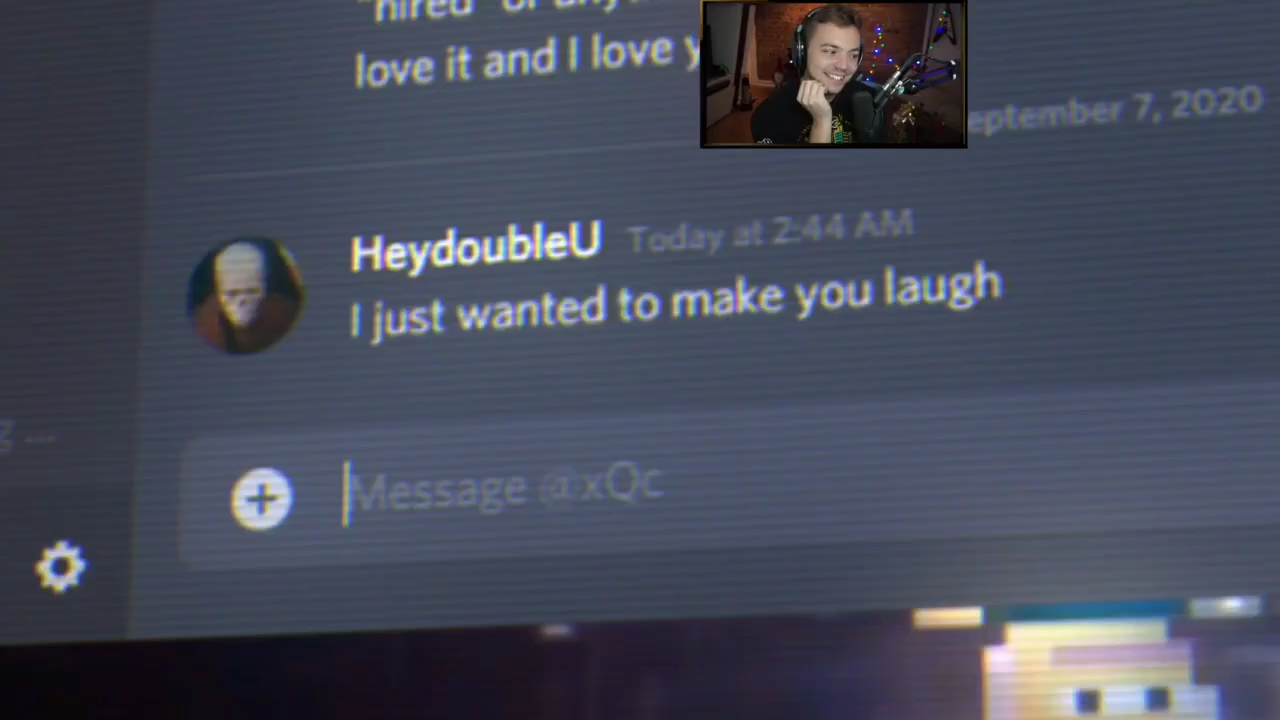 love it and I love
eptember 7, 2020
HeydoubleU Today at 2:44 AM
I just wanted to make you laugh
Message @xQc